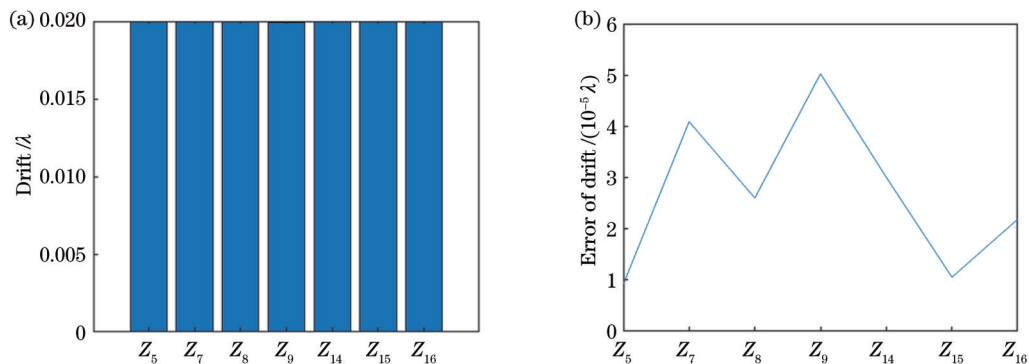 (a)
0.020
0.015
0.010
0.005
0
Drift /λ
Z5 Z7 Z8 Z9 Z14 Z15 Z16
(b)
6
5
4
3
2
1
0
Error of drift /(10⁻⁵ λ)
Z5 Z7 Z8 Z9 Z14 Z15 Z16